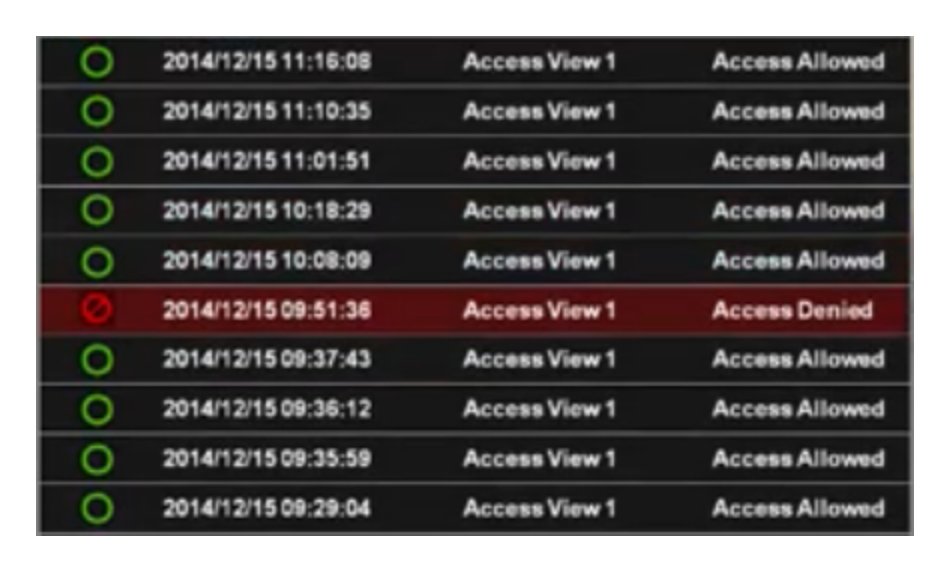 2014/12/15 11:16:08 Access View 1 Access Allowed
2014/12/15 11:10:35 Access View 1 Access Allowed
2014/12/15 11:01:51 Access View 1 Access Allowed
2014/12/15 10:18:29 Access View 1 Access Allowed
2014/12/15 10:08:09 Access View 1 Access Allowed
2014/12/15 09:51:36 Access View 1 Access Denied
2014/12/15 09:37:43 Access View 1 Access Allowed
2014/12/15 09:36:12 Access View 1 Access Allowed
2014/12/15 09:35:59 Access View 1 Access Allowed
2014/12/15 09:29:04 Access View 1 Access Allowed